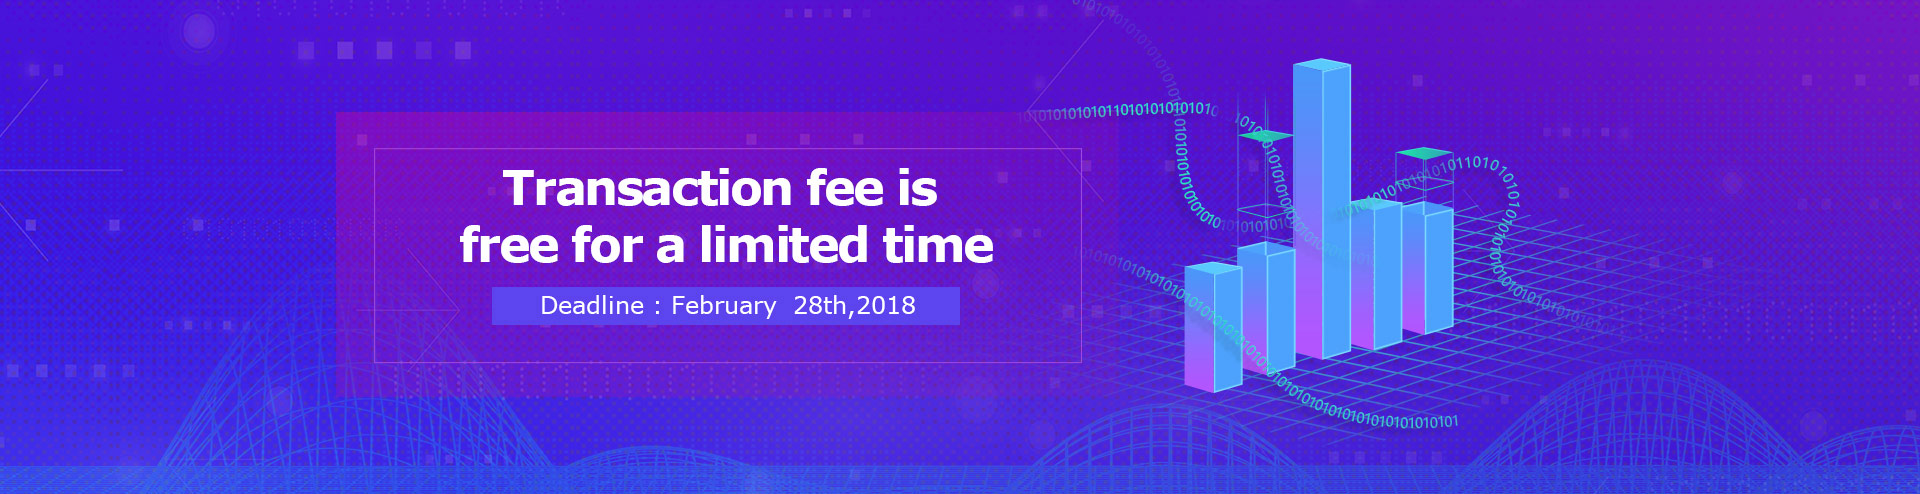 Transaction fee is
free for a limited time
Deadline : February  28th,2018